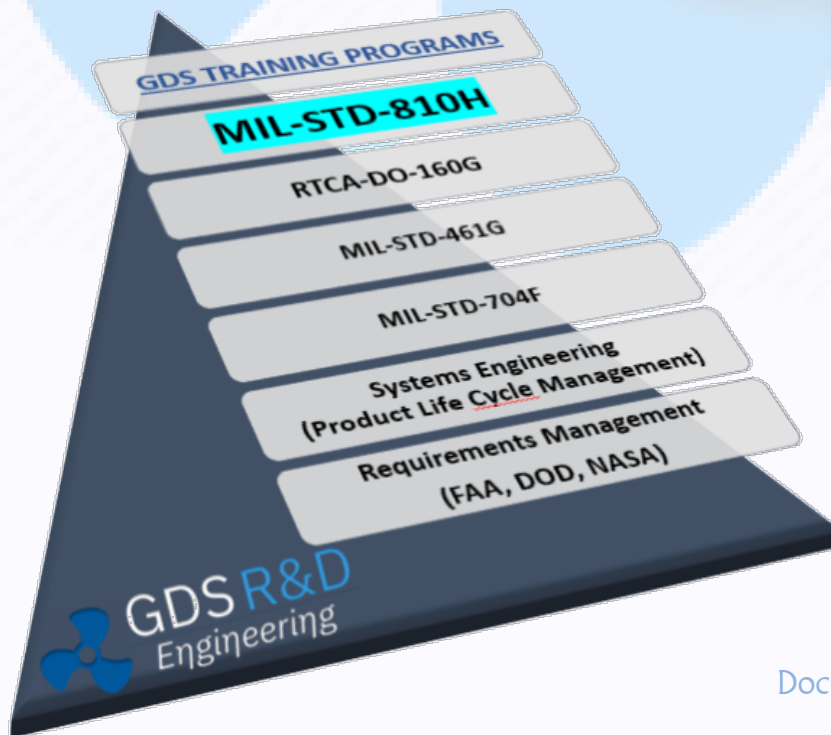 GDS TRAINING PROGRAMS
MIL-STD-810H
RTCA-DO-160G
MIL-STD-461G
MIL-STD-704F
Systems Engineering
(Product Life Cycle Management)
Requirements Management
(FAA, DOD, NASA)
GDS R&D
Engineering
Doc